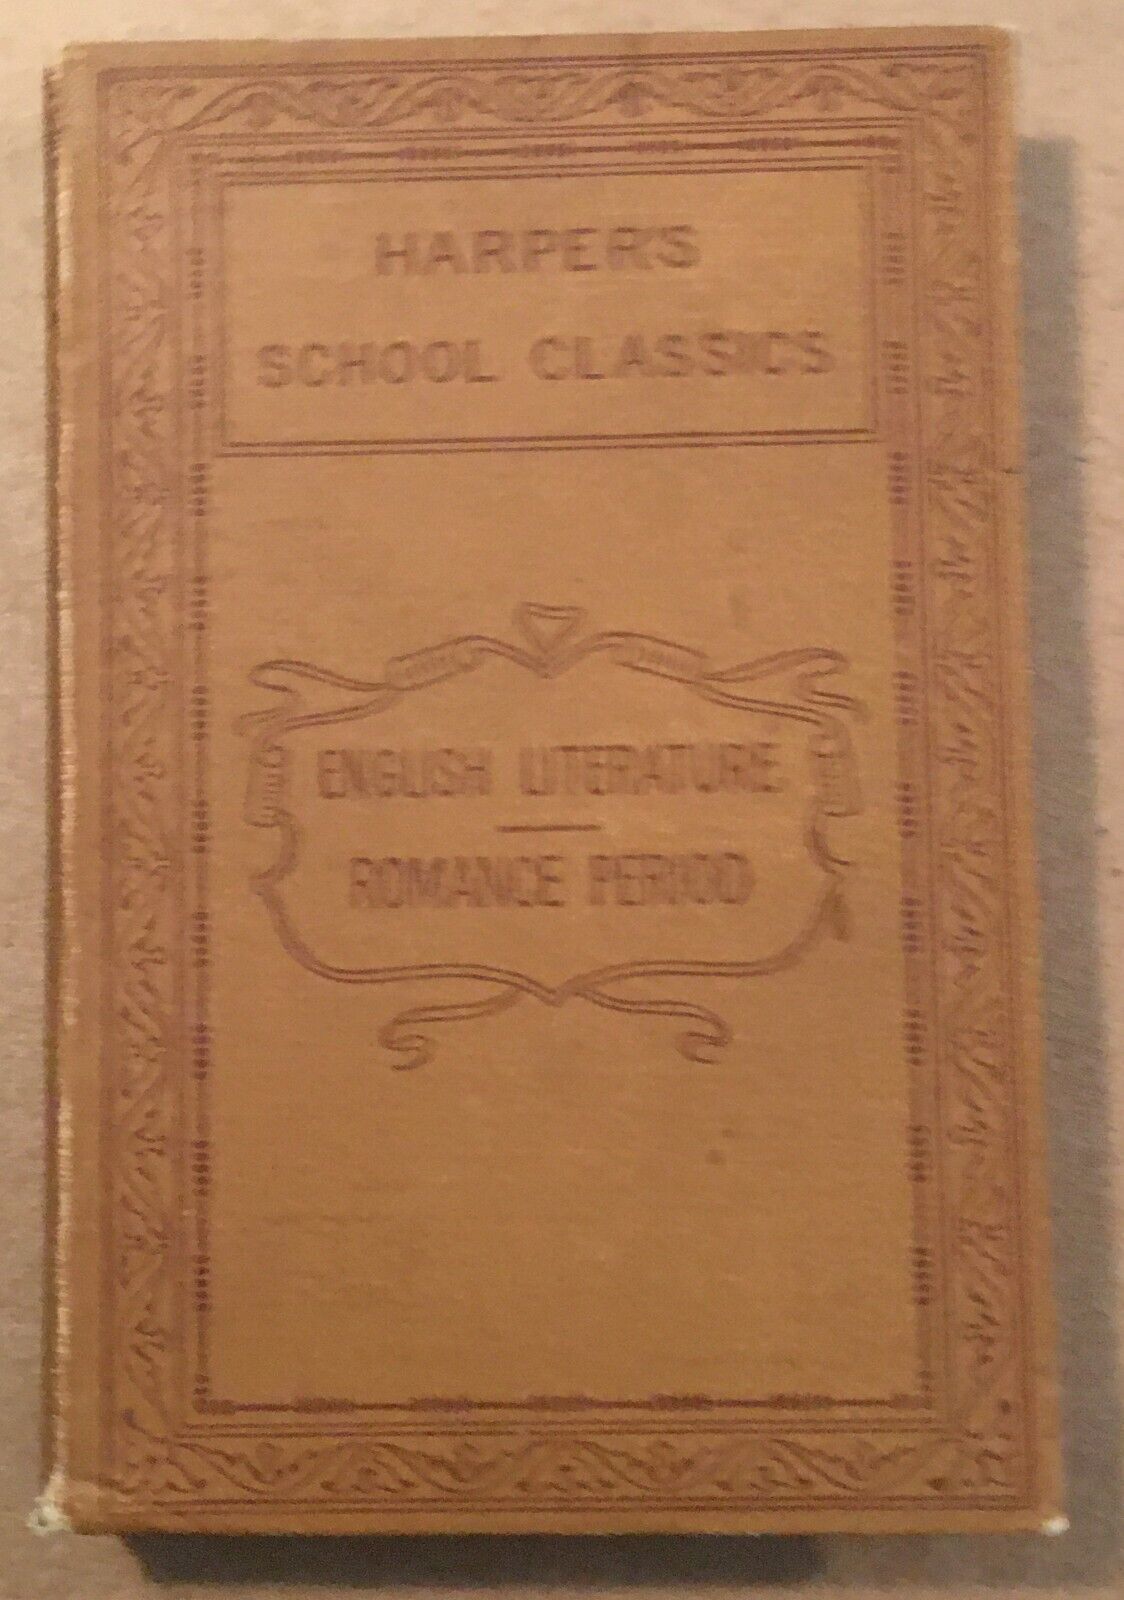 HARPER'S
SCHOOL CLASSICS
ENGLISH LITERATURE
ROMANCE PERIOD